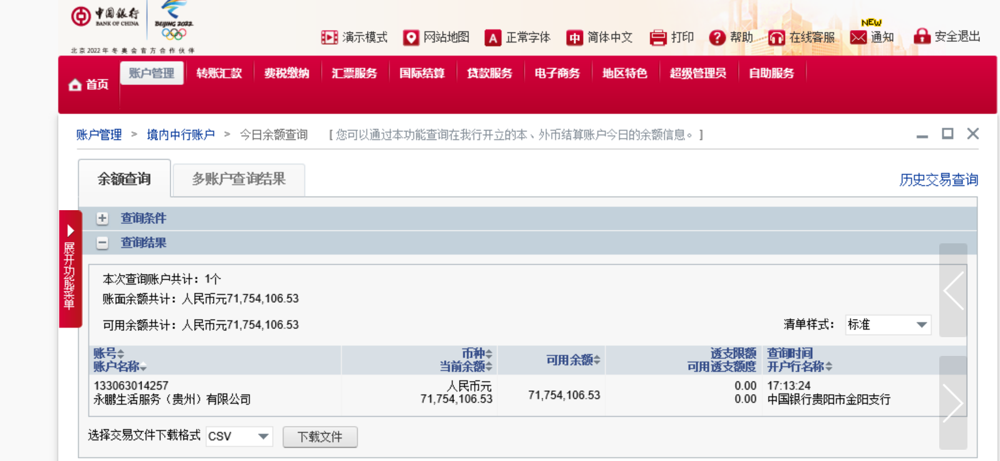 中国银行
BANK OF CHINA
BEIJING 2022
北京2022年冬奥会官方合作伙伴
演示模式
网站地图
A 正常字体
中 简体中文
打印
? 帮助
在线客服
NEW
通知
安全退出
首页
账户管理
转账汇款
费税缴纳
汇票服务
国际结算
贷款服务
电子商务
地区特色
超级管理员
自助服务
账户管理 > 境内中行账户 > 今日余额查询 [ 您可以通过本功能查询在我行开立的本、外币结算账户今日的余额信息。 ]
余额查询
多账户查询结果
历史交易查询
查询条件
查询结果
展开功能菜单
本次查询账户共计：1个
账面余额共计：人民币元71,754,106.53
可用余额共计：人民币元71,754,106.53
清单样式： 标准
账号
账户名称
币种
当前余额
可用余额
透支限额
可用透支额度
查询时间
开户行名称
133063014257
永鹏生活服务（贵州）有限公司
人民币元
71,754,106.53
71,754,106.53
0.00
0.00
17:13:24
中国银行贵阳市金阳支行
选择交易文件下载格式 CSV 下载文件